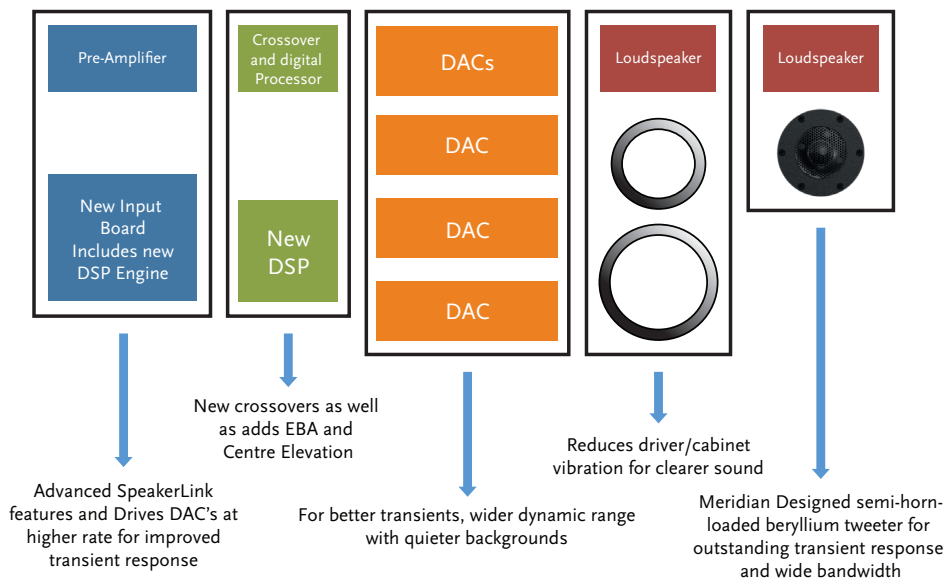 Pre-Amplifier
New Input
Board
Includes new
DSP Engine
Advanced SpeakerLink
features and Drives DAC's at
higher rate for improved
transient response
Crossover
and digital
Processor
New
DSP
New crossovers as well
as adds EBA and
Centre Elevation
DACs
DAC
DAC
DAC
For better transients, wider dynamic range
with quieter backgrounds
Loudspeaker
Reduces driver/cabinet
vibration for clearer sound
Loudspeaker
Meridian Designed semi-horn-
loaded beryllium tweeter for
outstanding transient response
and wide bandwidth